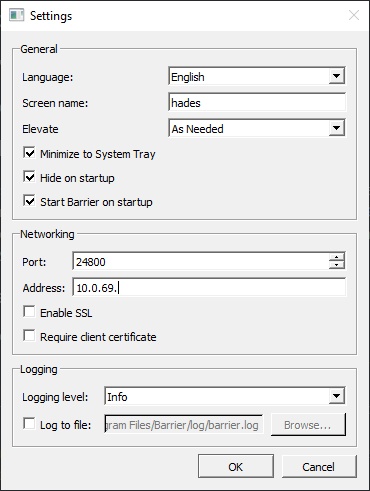 Settings
General
Language: English
Screen name: hades
Elevate As Needed
Minimize to System Tray
Hide on startup
Start Barrier on startup
Networking
Port: 24800
Address: 10.0.69.
Enable SSL
Require client certificate
Logging
Logging level: Info
Log to file: gram Files/Barrier/log/barrier.log Browse...
OK Cancel